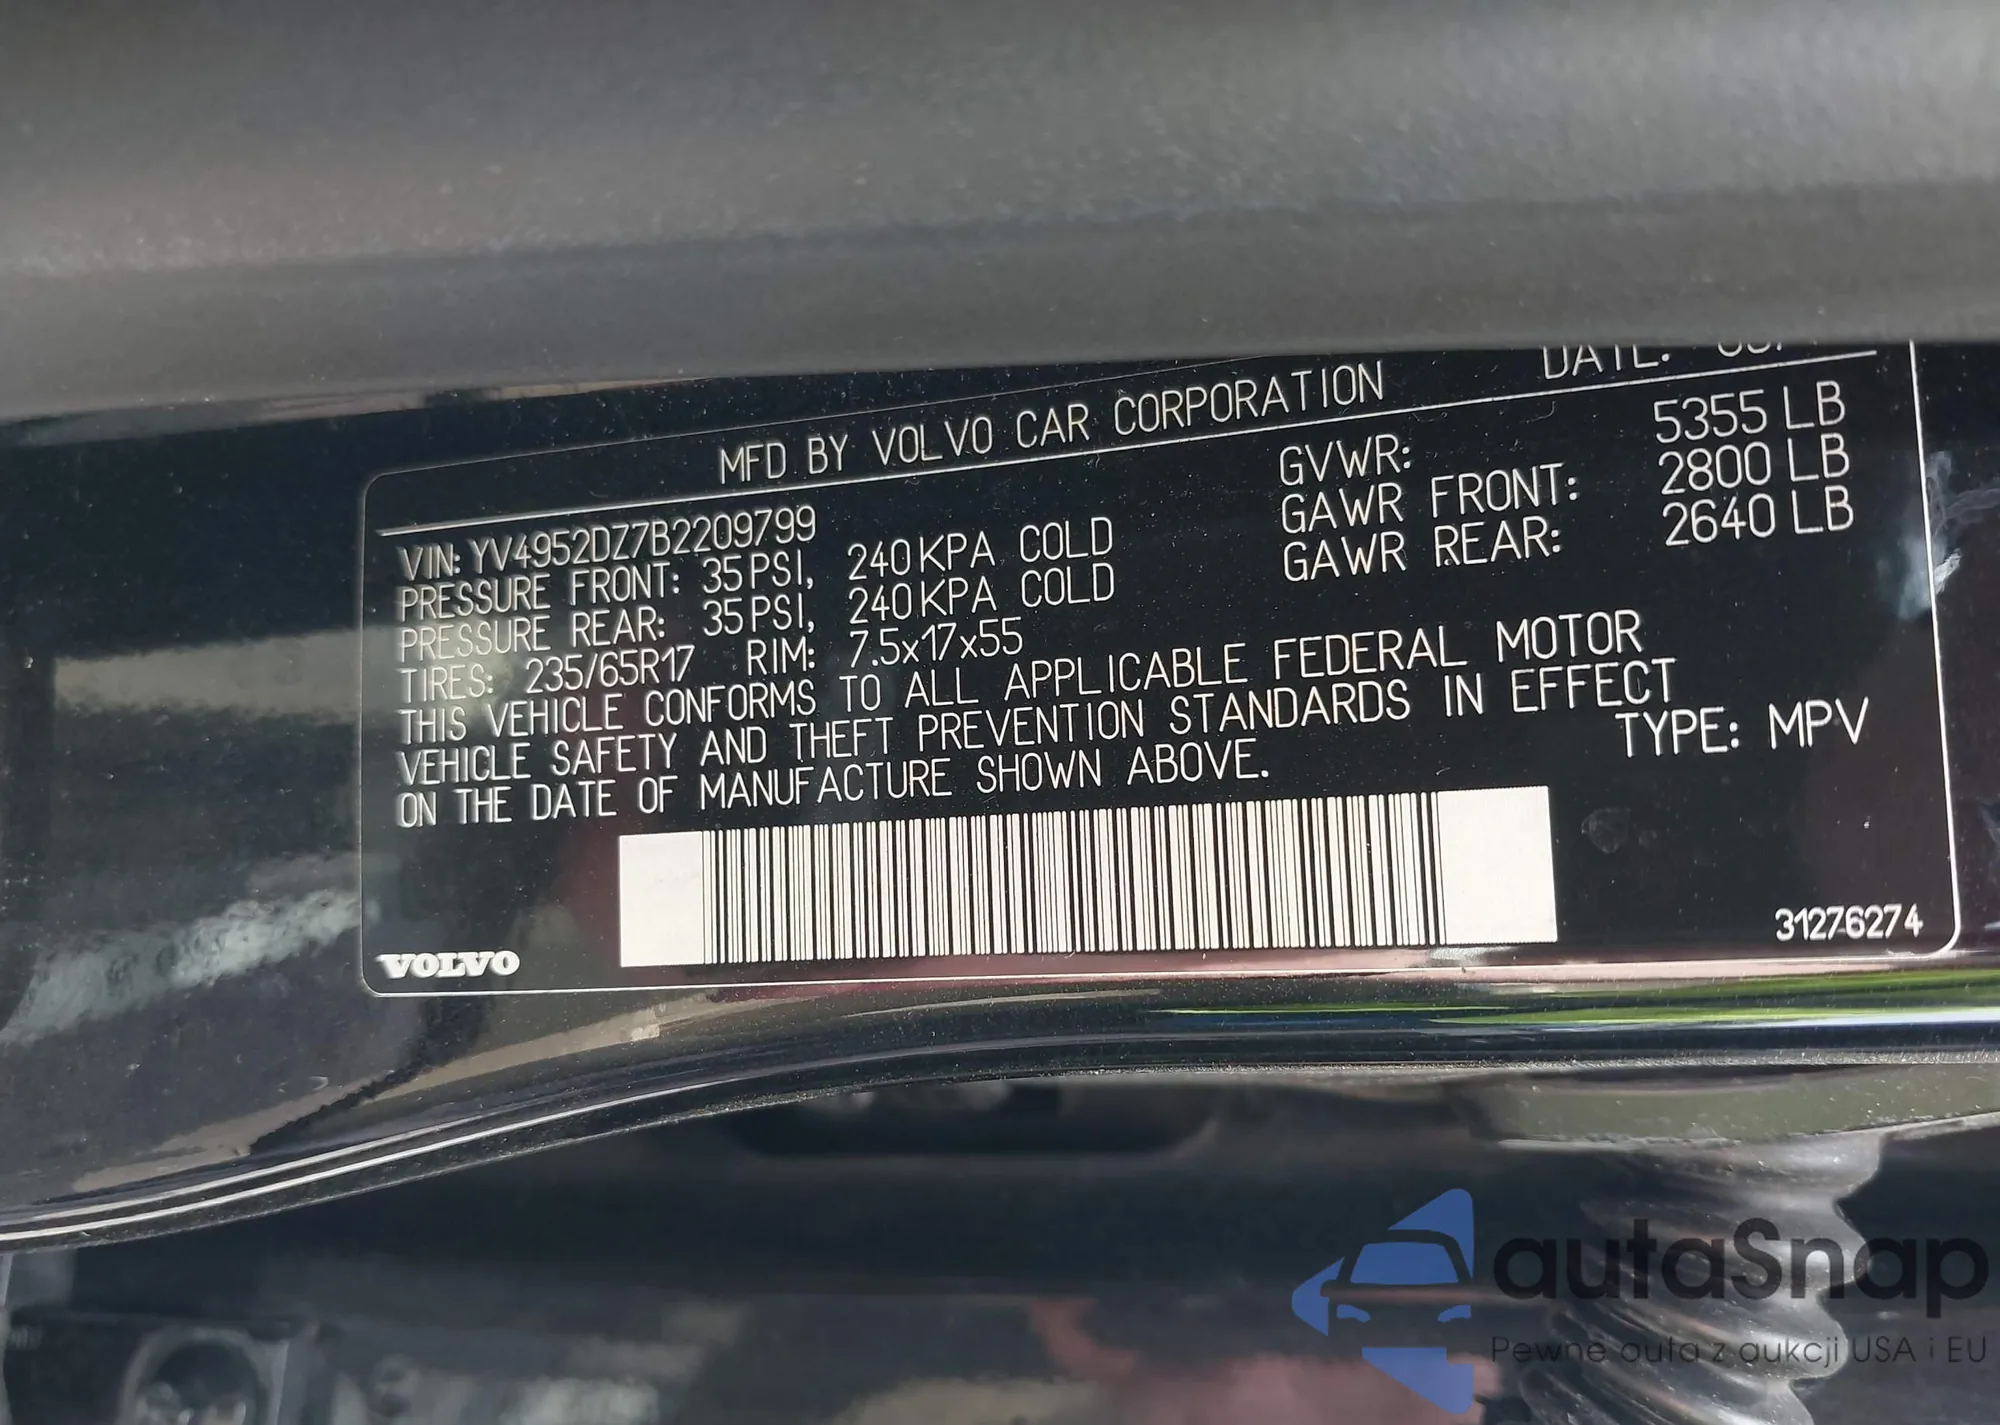 MFD BY VOLVO CAR CORPORATION DATE:
VIN: YV4952DZ7B2209799 GVWR: 5355 LB
PRESSURE FRONT: 35 PSI, 240 KPA COLD GAWR FRONT: 2800 LB
PRESSURE REAR: 35 PSI, 240 KPA COLD GAWR REAR: 2640 LB
TIRES: 235/65R17 RIM: 7.5x17x55
THIS VEHICLE CONFORMS TO ALL APPLICABLE FEDERAL MOTOR
VEHICLE SAFETY AND THEFT PREVENTION STANDARDS IN EFFECT
ON THE DATE OF MANUFACTURE SHOWN ABOVE. TYPE: MPV
VOLVO
31276274
autaSnap
Pewne auta z aukcji USA i EU